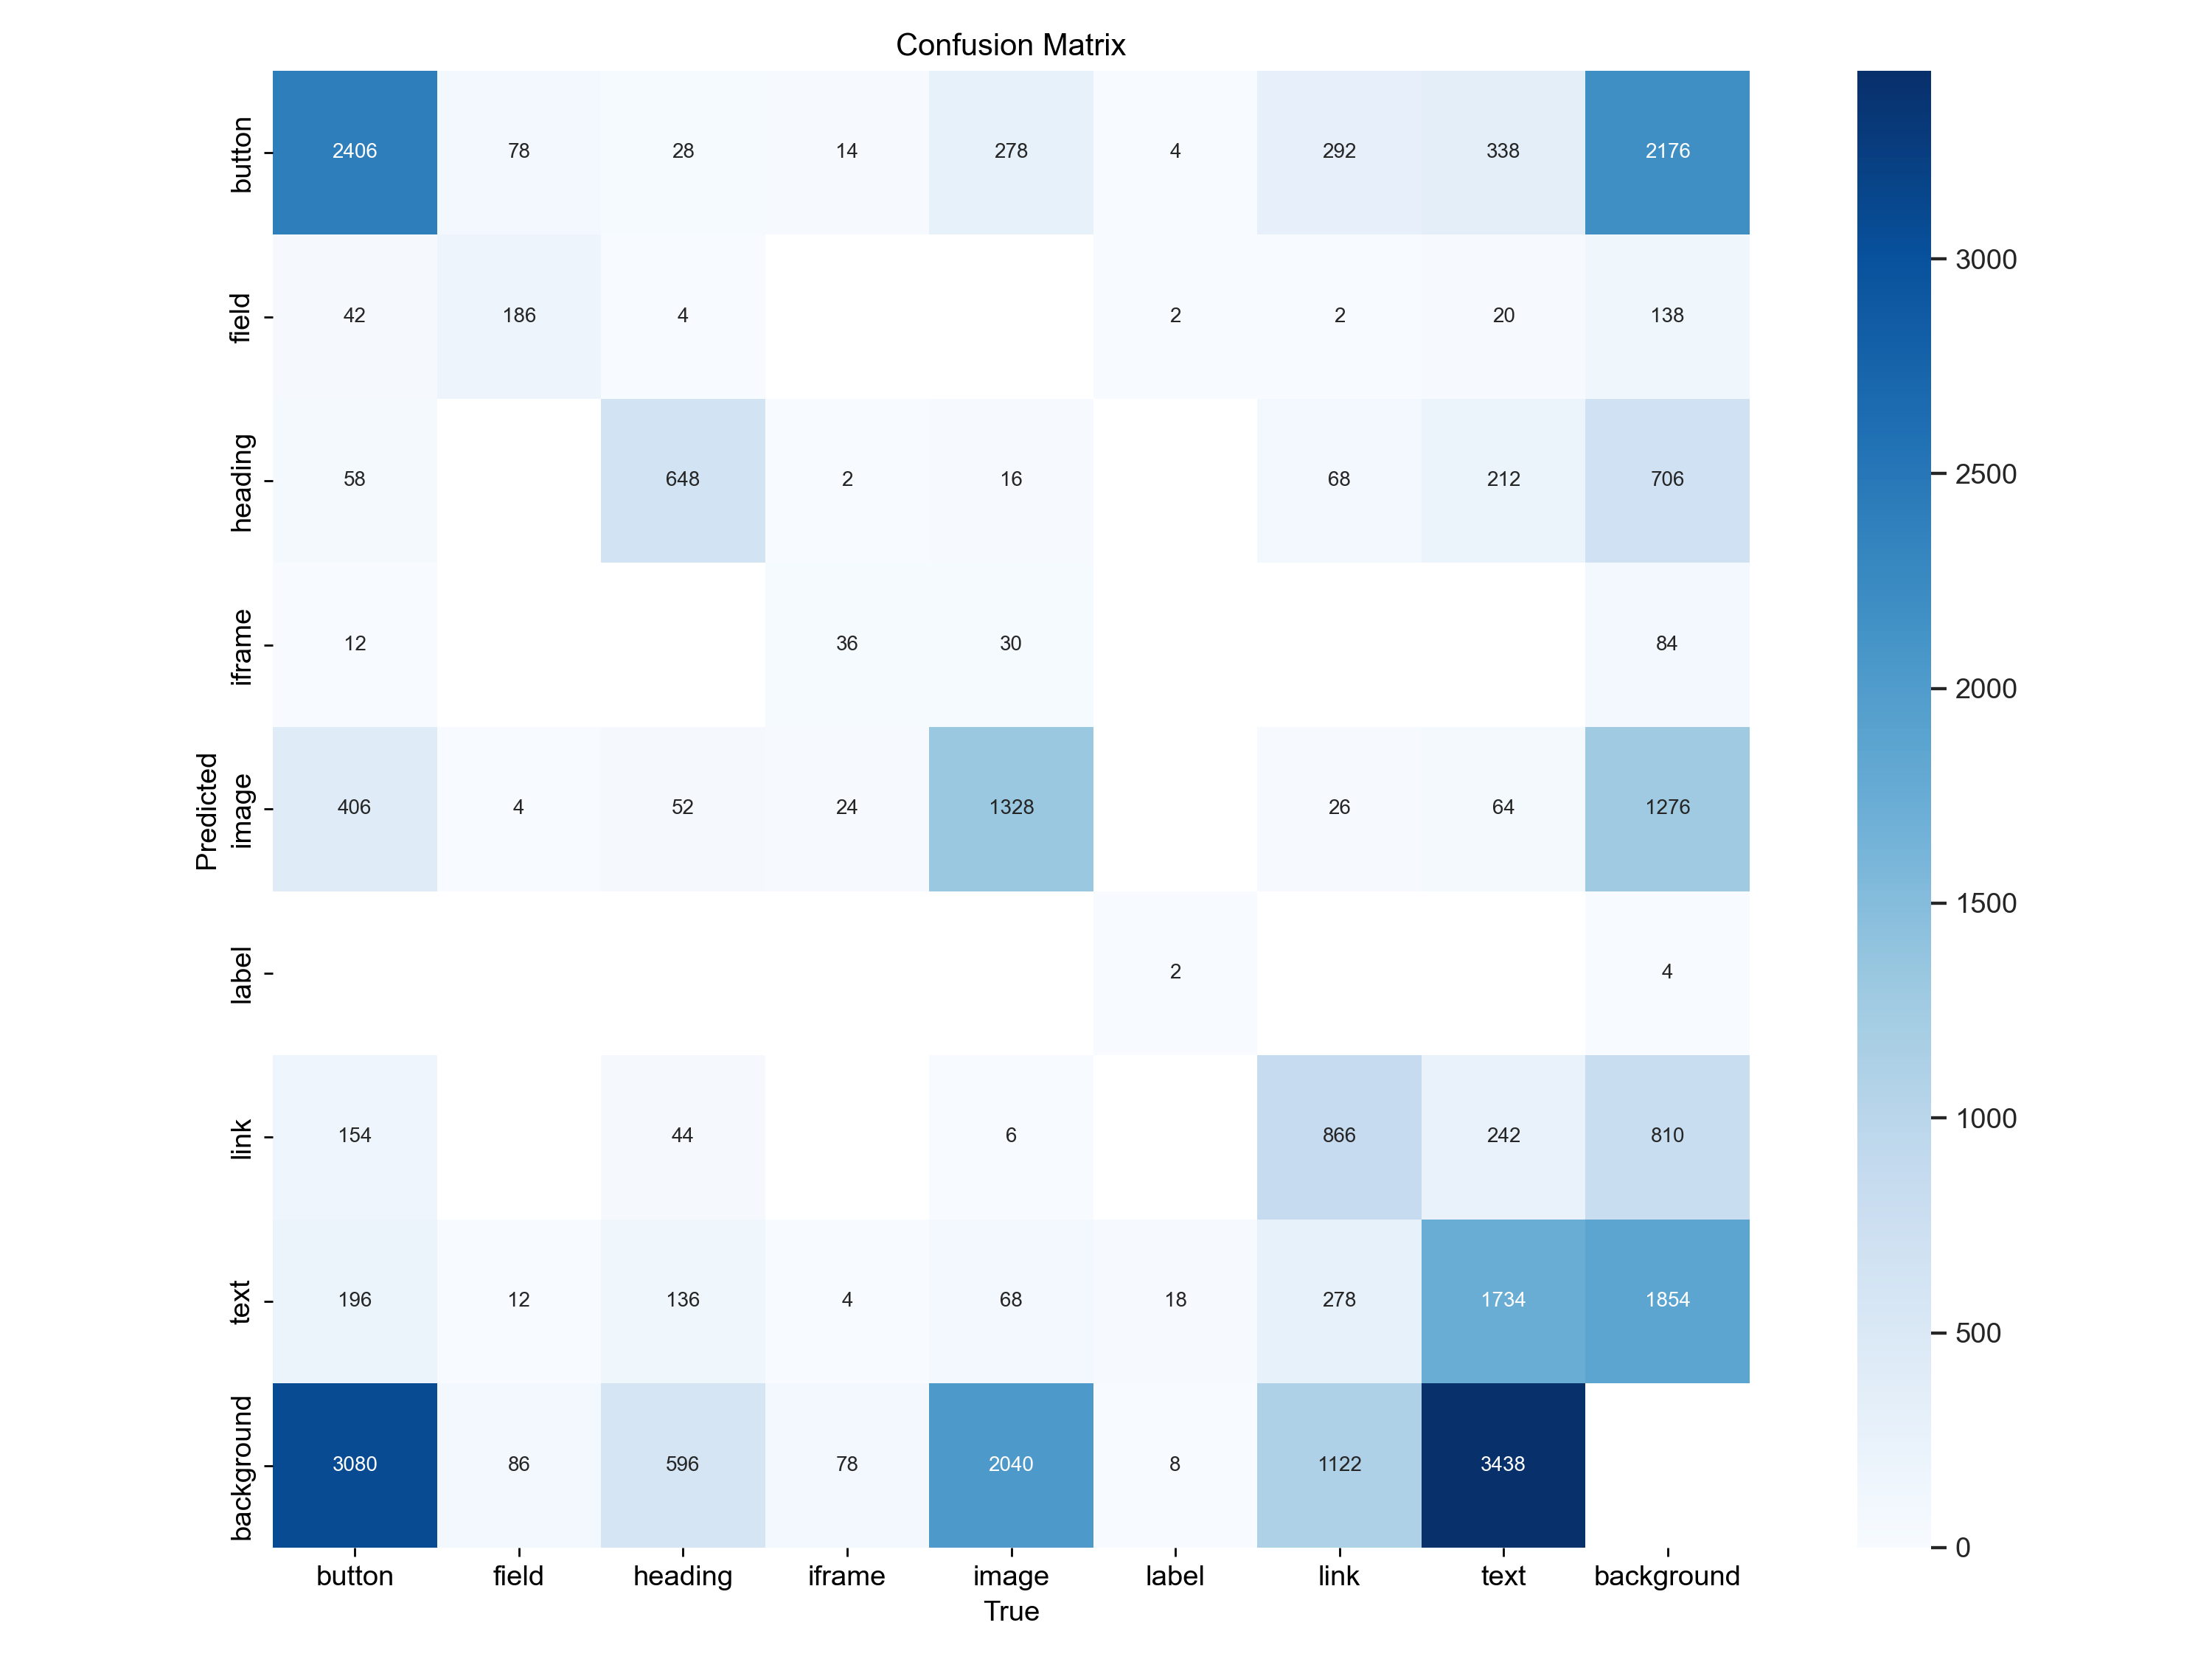 Confusion Matrix
button 2406 78 28 14 278 4 292 338 2176
field 42 186 4 2 2 20 138
heading 58 648 2 16 68 212 706
iframe 12 36 30 84
image 406 4 52 24 1328 26 64 1276
label 2 4
link 154 44 6 866 242 810
text 196 12 136 4 68 18 278 1734 1854
background 3080 86 596 78 2040 8 1122 3438
Predicted
button field heading iframe image label link text background
True
3000
2500
2000
1500
1000
500
0